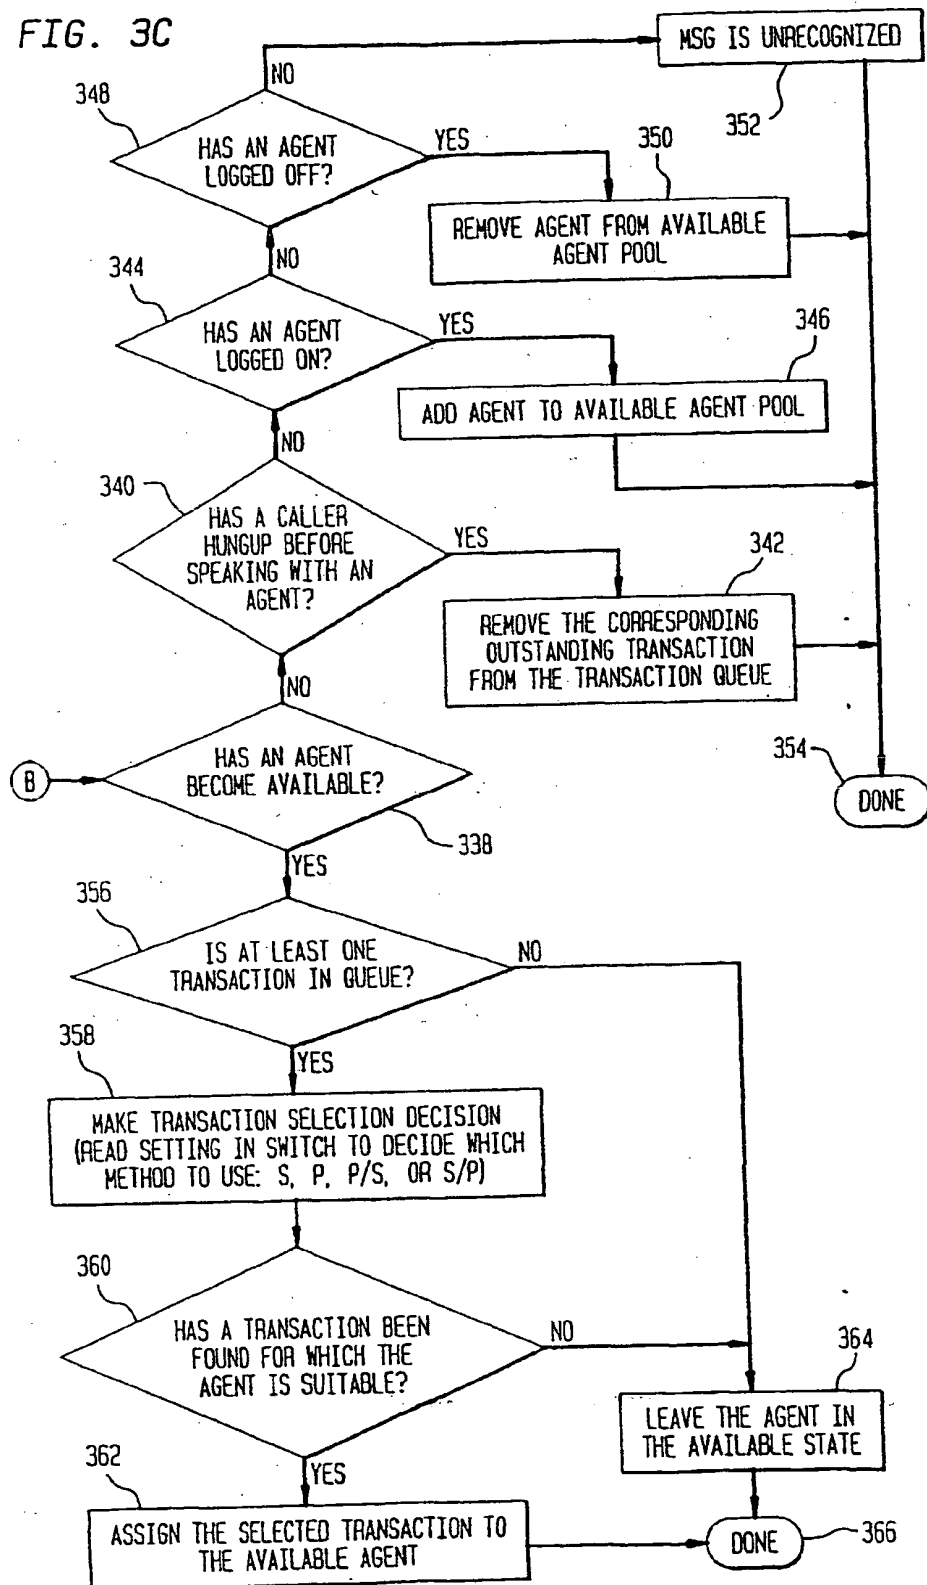 FIG. 3C
MSG IS UNRECOGNIZED
352
NO
348
HAS AN AGENT
LOGGED OFF?
YES
350
REMOVE AGENT FROM AVAILABLE
AGENT POOL
NO
344
HAS AN AGENT
LOGGED ON?
YES
346
ADD AGENT TO AVAILABLE AGENT POOL
NO
340
HAS A CALLER
HUNGUP BEFORE
SPEAKING WITH AN
AGENT?
YES
342
REMOVE THE CORRESPONDING
OUTSTANDING TRANSACTION
FROM THE TRANSACTION QUEUE
NO
B
HAS AN AGENT
BECOME AVAILABLE?
338
354
DONE
YES
356
IS AT LEAST ONE
TRANSACTION IN QUEUE?
NO
YES
358
MAKE TRANSACTION SELECTION DECISION
(READ SETTING IN SWITCH TO DECIDE WHICH
METHOD TO USE: S, P, P/S, OR S/P)
360
HAS A TRANSACTION BEEN
FOUND FOR WHICH THE
AGENT IS SUITABLE?
NO
364
LEAVE THE AGENT IN
THE AVAILABLE STATE
YES
362
ASSIGN THE SELECTED TRANSACTION TO
THE AVAILABLE AGENT
DONE
366